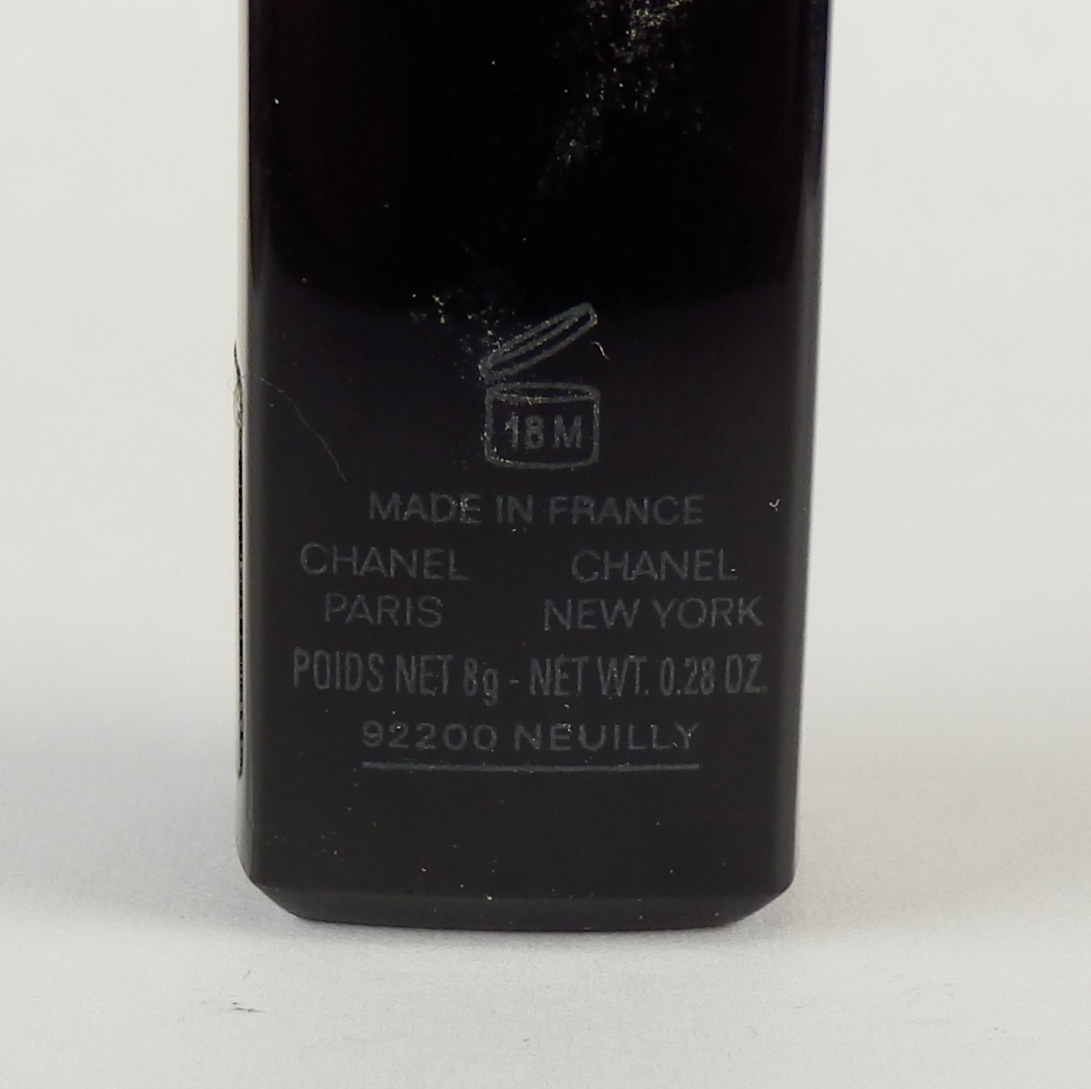 18M
MADE IN FRANCE
CHANEL CHANEL
PARIS NEW YORK
POIDS NET 8g - NET WT. 0.28 OZ.
92200 NEUILLY